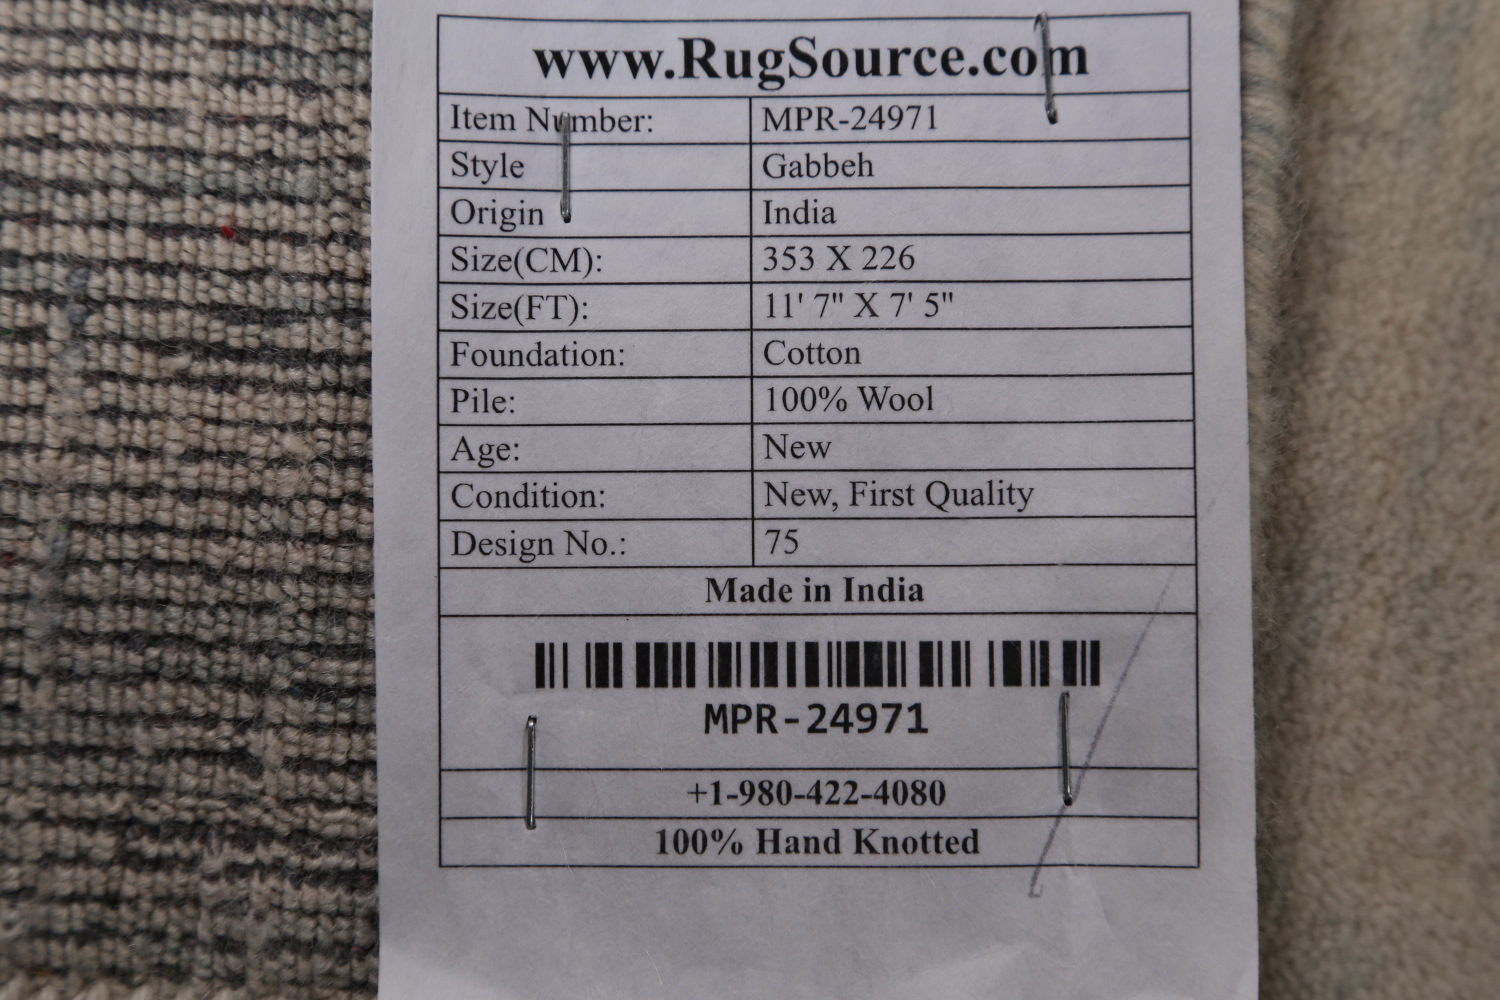 www.RugSource.com
Item Number: MPR-24971
Style Gabbeh
Origin India
Size(CM): 353 X 226
Size(FT): 11' 7" X 7' 5"
Foundation: Cotton
Pile: 100% Wool
Age: New
Condition: New, First Quality
Design No.: 75
Made in India
MPR-24971
+1-980-422-4080
100% Hand Knotted